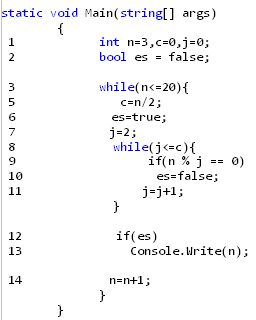 static void Main(string[] args)
{
1 int n=3,c=0,j=0;
2 bool es = false;
3 while(n<=20){
5 c=n/2;
6 es=true;
7 j=2;
8 while(j<=c){
9 if(n % j == 0)
10 es=false;
11 j=j+1;
}
12 if(es)
13 Console.Write(n);
14 n=n+1;
}
}